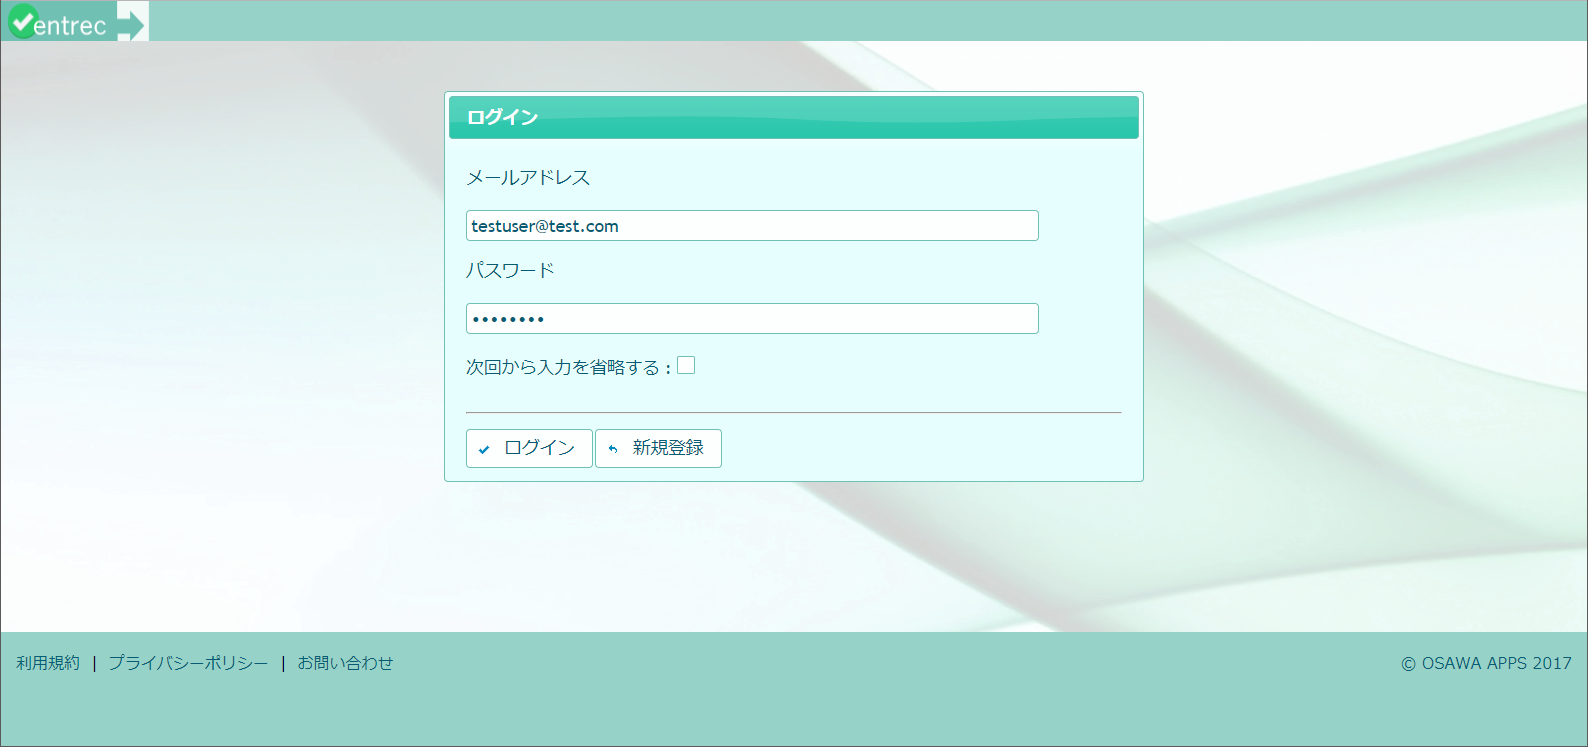 entrec
ログイン
メールアドレス
testuser@test.com
パスワード
••••••••
次回から入力を省略する :
ログイン 新規登録
利用規約 | プライバシーポリシー | お問い合わせ © OSAWA APPS 2017